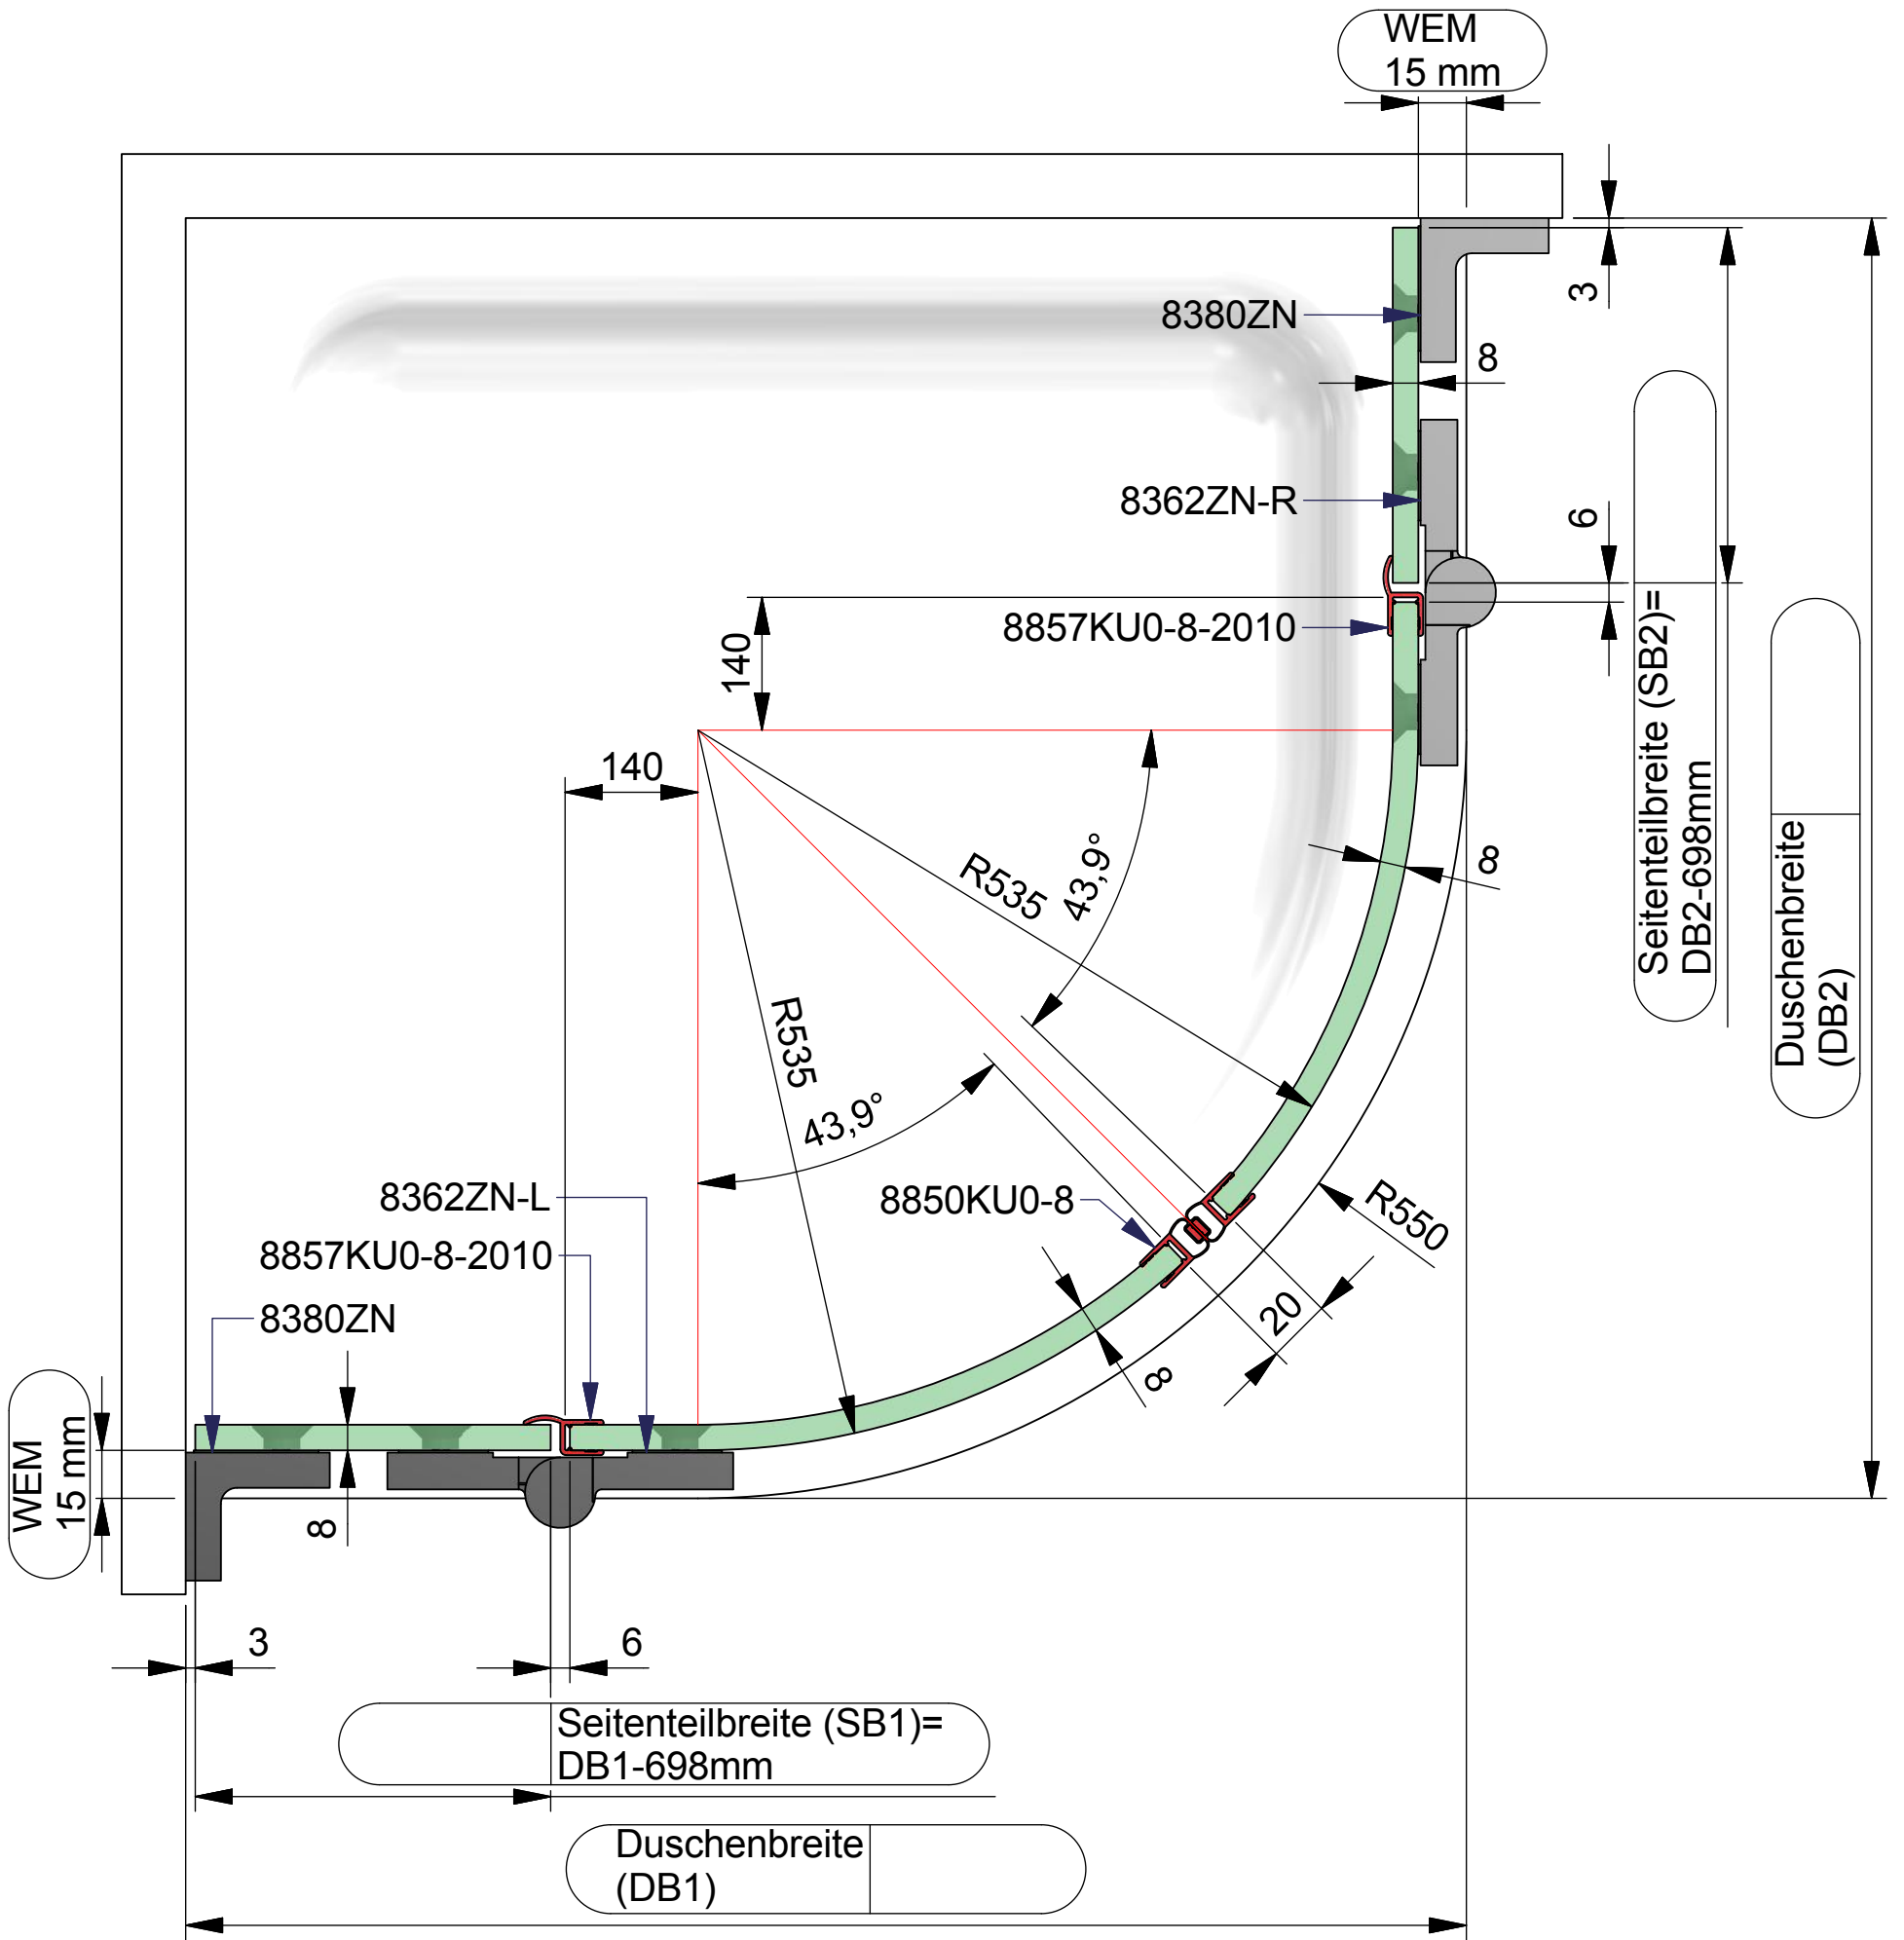 WEM
15 mm
3
8380ZN
8
8362ZN-R
6
8857KU0-8-2010
140
140
Seitenteilbreite (SB2)=
DB2-698mm
Duschenbreite
(DB2)
R535
43,9°
8
R535
43,9°
8362ZN-L
8850KU0-8
R550
8857KU0-8-2010
8380ZN
20
8
WEM
15 mm
8
3
6
Seitenteilbreite (SB1)=
DB1-698mm
Duschenbreite
(DB1)